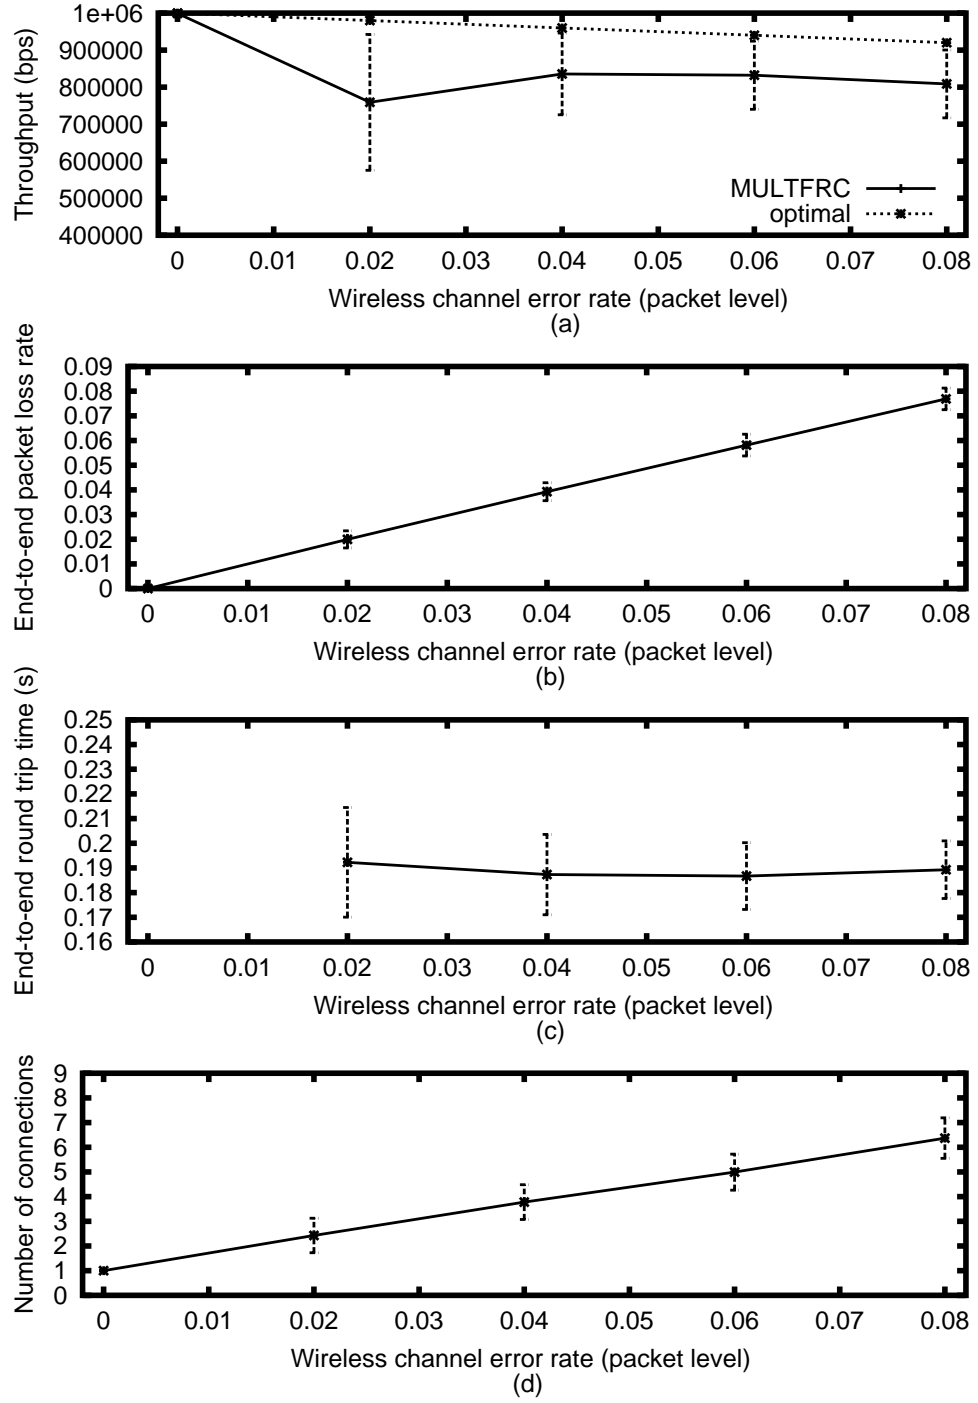 Throughput (bps)
1e+06
900000
800000
700000
600000
500000
400000
MULTFRC
optimal
0 0.01 0.02 0.03 0.04 0.05 0.06 0.07 0.08
Wireless channel error rate (packet level)
(a)
End-to-end packet loss rate
0.09
0.08
0.07
0.06
0.05
0.04
0.03
0.02
0.01
0
0 0.01 0.02 0.03 0.04 0.05 0.06 0.07 0.08
Wireless channel error rate (packet level)
(b)
End-to-end round trip time (s)
0.25
0.24
0.23
0.22
0.21
0.2
0.19
0.18
0.17
0.16
0 0.01 0.02 0.03 0.04 0.05 0.06 0.07 0.08
Wireless channel error rate (packet level)
(c)
Number of connections
9
8
7
6
5
4
3
2
1
0
0 0.01 0.02 0.03 0.04 0.05 0.06 0.07 0.08
Wireless channel error rate (packet level)
(d)